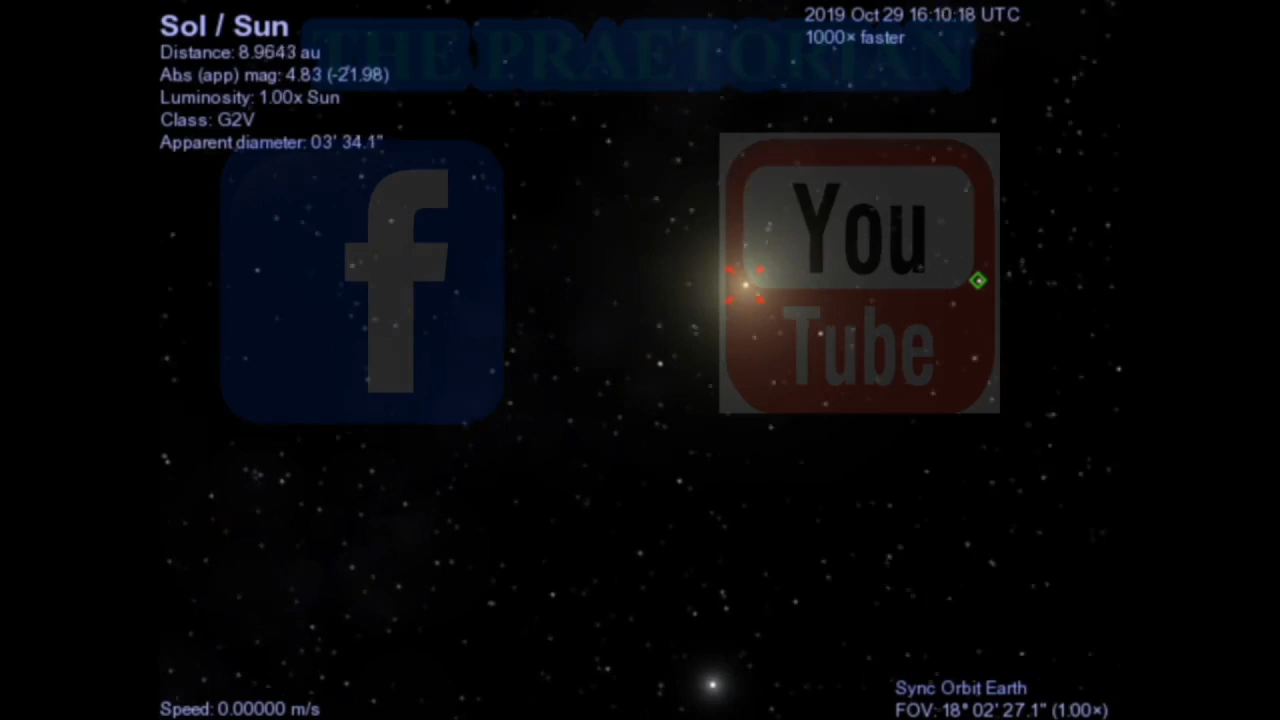 THE PRAETORIAN
Sol / Sun
Distance: 8.9643 au
Abs (app) mag: 4.83 (-21.98)
Luminosity: 1.00x Sun
Class: G2V
Apparent diameter: 03' 34.1"
2019 Oct 29 16:10:18 UTC
1000× faster
f
You
Tube
Speed: 0.00000 m/s
Sync Orbit Earth
FOV: 18° 02' 27.1" (1.00×)